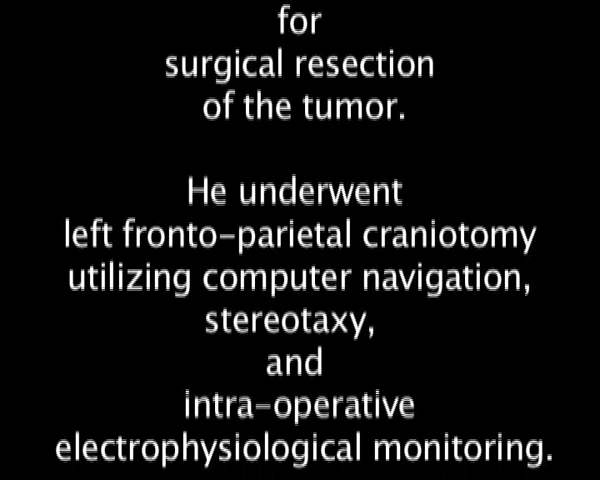 for
surgical resection
of the tumor.
He underwent
left fronto-parietal craniotomy
utilizing computer navigation,
stereotaxy,
and
intra-operative
electrophysiological monitoring.